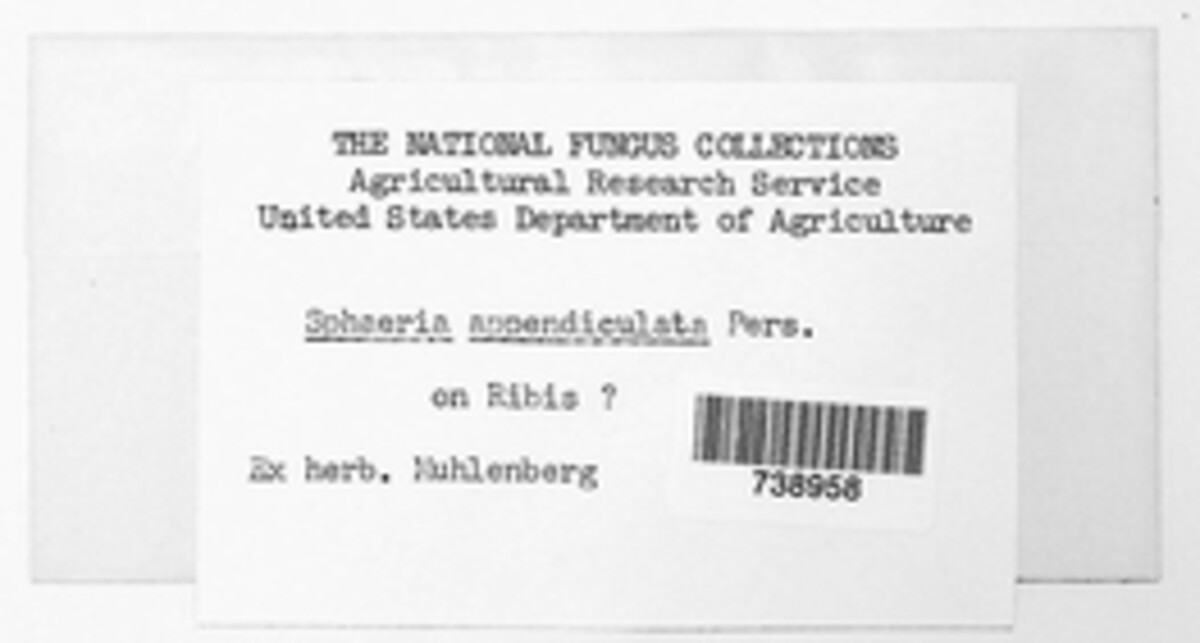 THE NATIONAL FUNGUS COLLECTIONS
Agricultural Research Service
United States Department of Agriculture
Sphaeria appendiculata Pers.
on Ribis ?
Ex herb. Muhlenberg
738958